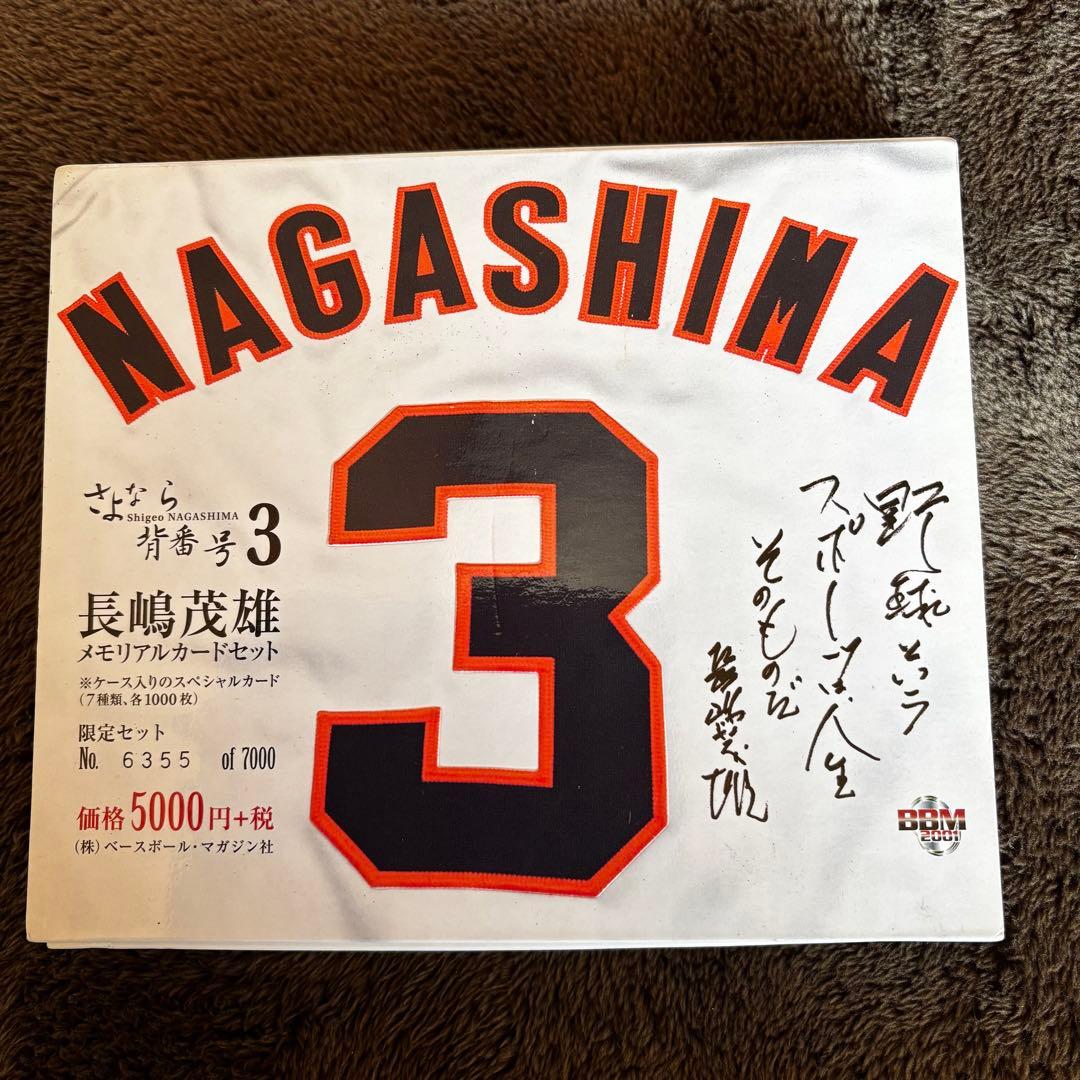 NAGASHIMA
3
さよなら
Shigeo NAGASHIMA
背番号3
長嶋茂雄
メモリアルカードセット
※ケース入りのスペシャルカード
(7種類、各1000枚)
限定セット
No. 6355 of 7000
価格5000円+税
(株)ベースボール・マガジン社
野球という
スポーツは人生
そのものだ
長嶋茂雄
BBM
2001